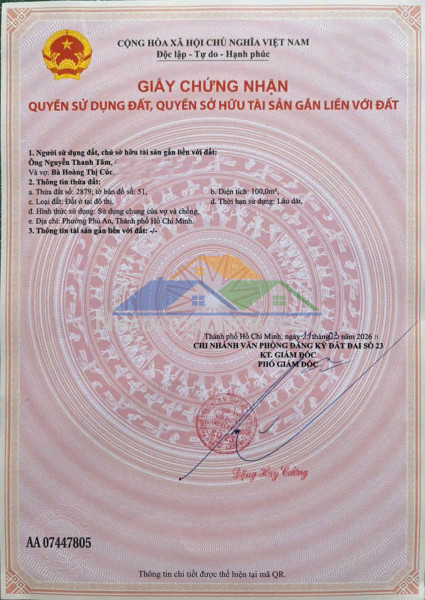 CỘNG HÒA XÃ HỘI CHỦ NGHĨA VIỆT NAM
Độc lập - Tự do - Hạnh phúc
GIẤY CHỨNG NHẬN
QUYỀN SỬ DỤNG ĐẤT, QUYỀN SỞ HỮU TÀI SẢN GẮN LIỀN VỚI ĐẤT
1. Người sử dụng đất, chủ sở hữu tài sản gắn liền với đất:
Ông Nguyễn Thanh Tâm,
Và vợ: Bà Hoàng Thị Cúc.
2. Thông tin thửa đất:
a. Thửa đất số: 2879; tờ bản đồ số: 51, b. Diện tích: 100,0m²,
c. Loại đất: Đất ở tại đô thị, d. Thời hạn sử dụng: Lâu dài,
đ. Hình thức sử dụng: Sử dụng chung của vợ và chồng,
e. Địa chỉ: Phường Phú An, Thành phố Hồ Chí Minh.
3. Thông tin tài sản gắn liền với đất: -/-
Thành phố Hồ Chí Minh, ngày 11 tháng 02 năm 2026
CHI NHÁNH VĂN PHÒNG ĐĂNG KÝ ĐẤT ĐAI SỐ 23
KT. GIÁM ĐỐC
PHÓ GIÁM ĐỐC
Đặng Huy Cường
AA 07447805
Thông tin chi tiết được thể hiện tại mã QR.